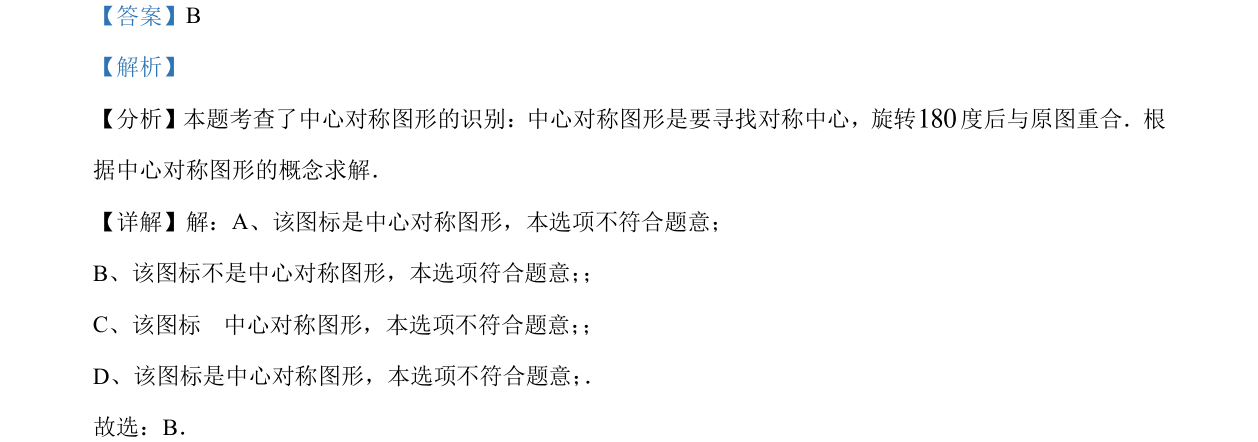 【答案】B
【解析】
【分析】本题考查了中心对称图形的识别：中心对称图形是要寻找对称中心，旋转180度后与原图重合．根
据中心对称图形的概念求解．
【详解】解：A、该图标是中心对称图形，本选项不符合题意；
B、该图标不是中心对称图形，本选项符合题意；；
C、该图标　中心对称图形，本选项不符合题意；；
D、该图标是中心对称图形，本选项不符合题意；．
故选：B．